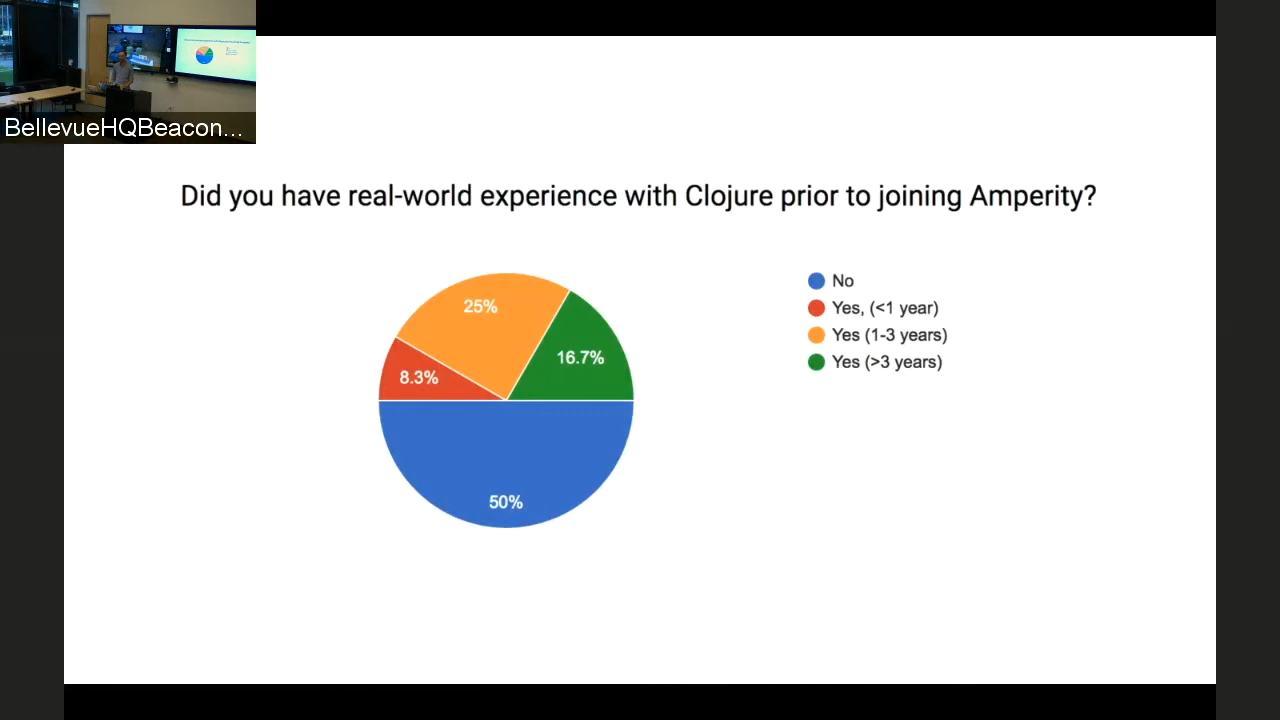 BellevueHQBeacon...
Did you have real-world experience with Clojure prior to joining Amperity?
25%
16.7%
8.3%
50%
No
Yes, (<1 year)
Yes (1-3 years)
Yes (>3 years)